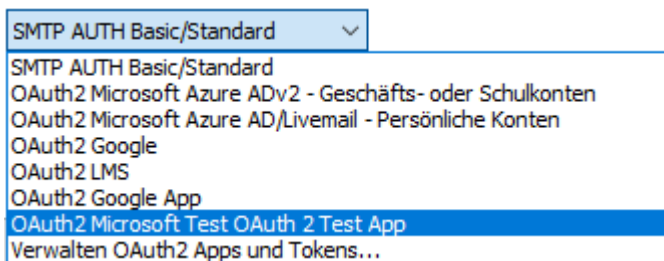 SMTP AUTH Basic/Standard
SMTP AUTH Basic/Standard
OAuth2 Microsoft Azure ADv2 - Geschäfts- oder Schulkonten
OAuth2 Microsoft Azure AD/Livemail - Persönliche Konten
OAuth2 Google
OAuth2 LMS
OAuth2 Google App
OAuth2 Microsoft Test OAuth 2 Test App
Verwalten OAuth2 Apps und Tokens...